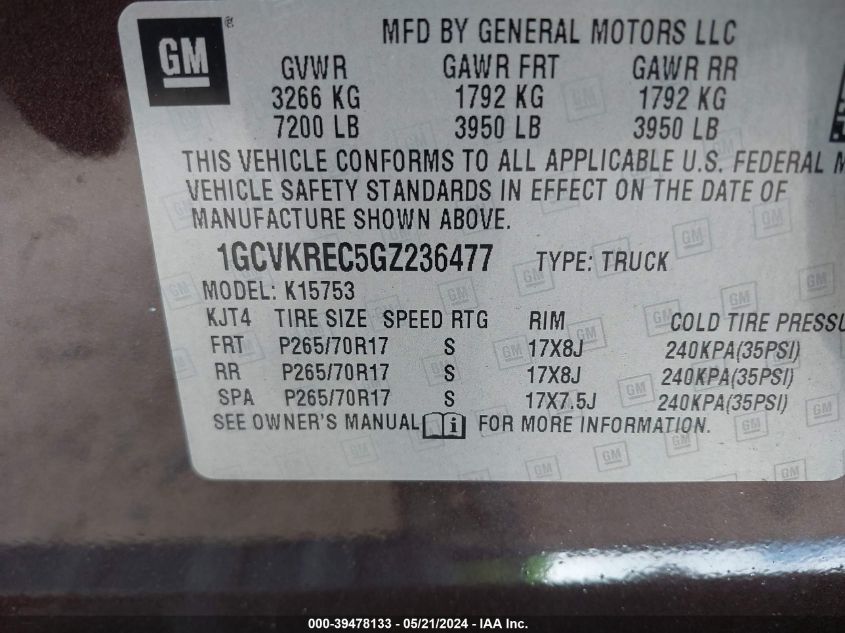 GM
MFD BY GENERAL MOTORS LLC
GVWR GAWR FRT GAWR RR
3266 KG 1792 KG 1792 KG
7200 LB 3950 LB 3950 LB
THIS VEHICLE CONFORMS TO ALL APPLICABLE U.S. FEDERAL M
VEHICLE SAFETY STANDARDS IN EFFECT ON THE DATE OF
MANUFACTURE SHOWN ABOVE.
1GCVKREC5GZ236477 TYPE: TRUCK
MODEL: K15753
KJT4 TIRE SIZE SPEED RTG RIM COLD TIRE PRESSU
FRT P265/70R17 S 17X8J 240KPA(35PSI)
RR P265/70R17 S 17X8J 240KPA(35PSI)
SPA P265/70R17 S 17X7.5J 240KPA(35PSI)
SEE OWNER'S MANUAL i FOR MORE INFORMATION.
000-39478133 - 05/21/2024 - IAA Inc.